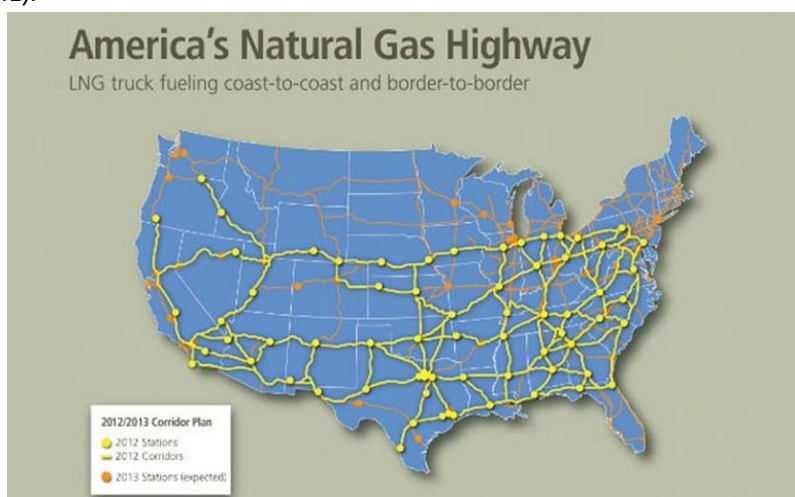 America's Natural Gas Highway
LNG truck fueling coast-to-coast and border-to-border
2012/2013 Corridor Plan
2012 Stations
2012 Corridors
2013 Stations (expected)